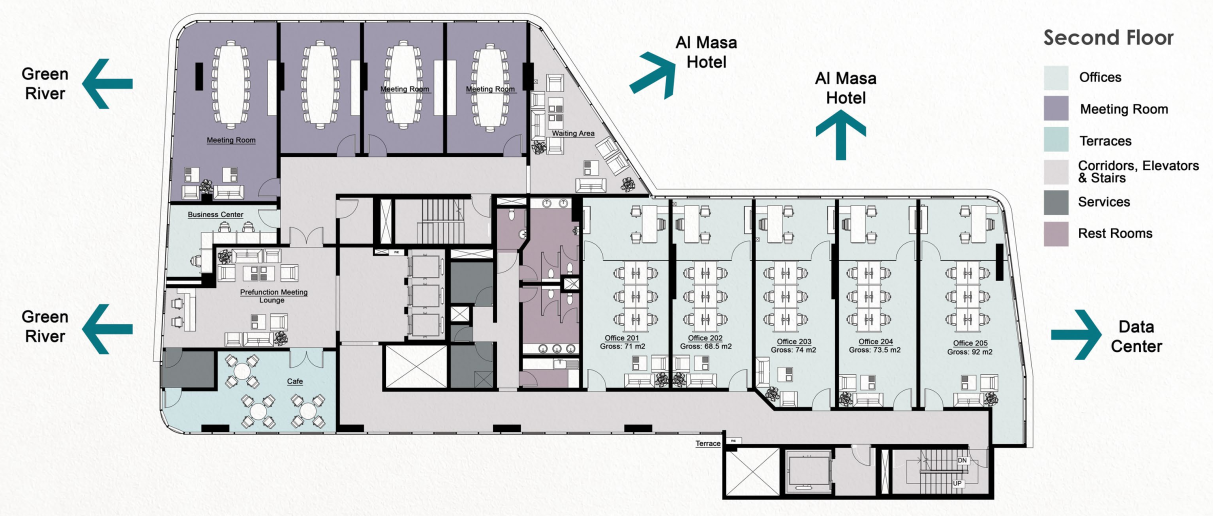 Second Floor
Offices
Meeting Room
Terraces
Corridors, Elevators
& Stairs
Services
Rest Rooms
Green
River
Al Masa
Hotel
Al Masa
Hotel
Meeting Room
Meeting Room
Meeting Room
Waiting Area
Business Center
Prefunction Meeting
Lounge
Green
River
Cafe
Office 201
Gross: 71 m2
Office 202
Gross: 68.5 m2
Office 203
Gross: 74 m2
Office 204
Gross: 73.5 m2
Office 205
Gross: 92 m2
Data
Center
Terrace
DN
UP